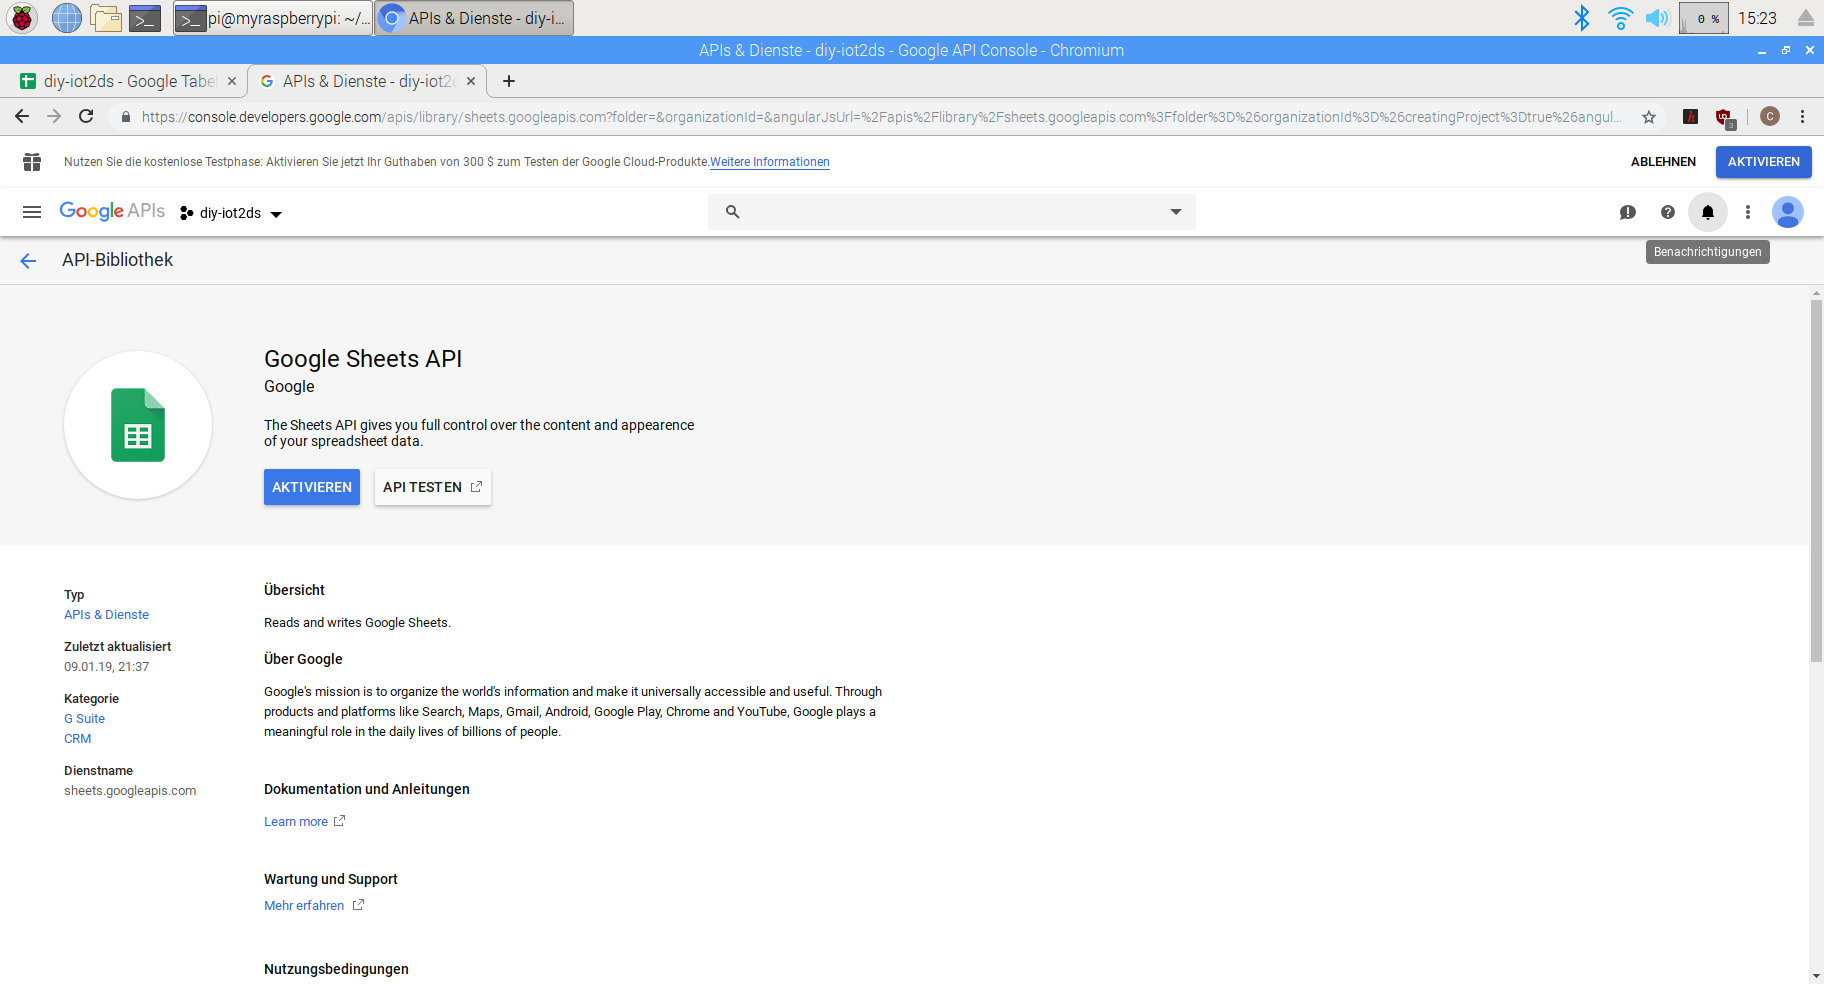 pi@myraspberrypi: ~/...
APIs & Dienste - diy-i...
0 %
15:23
APIs & Dienste - diy-iot2ds - Google API Console - Chromium
diy-iot2ds - Google Tabe
APIs & Dienste - diy-iot2
https://console.developers.google.com/apis/library/sheets.googleapis.com?folder=&organizationId=&angularJsUrl=%2Fapis%2Flibrary%2Fsheets.googleapis.com%3Ffolder%3D%26organizationId%3D%26creatingProject%3Dtrue%26angul...
3
C
Nutzen Sie die kostenlose Testphase: Aktivieren Sie jetzt Ihr Guthaben von 300 $ zum Testen der Google Cloud-Produkte.Weitere Informationen
ABLEHNEN
AKTIVIEREN
Google APIs
diy-iot2ds
Benachrichtigungen
API-Bibliothek
Google Sheets API
Google
The Sheets API gives you full control over the content and appearence
of your spreadsheet data.
AKTIVIEREN
API TESTEN
Typ
APIs & Dienste
Zuletzt aktualisiert
09.01.19, 21:37
Kategorie
G Suite
CRM
Dienstname
sheets.googleapis.com
Übersicht
Reads and writes Google Sheets.
Über Google
Google's mission is to organize the world's information and make it universally accessible and useful. Through
products and platforms like Search, Maps, Gmail, Android, Google Play, Chrome and YouTube, Google plays a
meaningful role in the daily lives of billions of people.
Dokumentation und Anleitungen
Learn more
Wartung und Support
Mehr erfahren
Nutzungsbedingungen